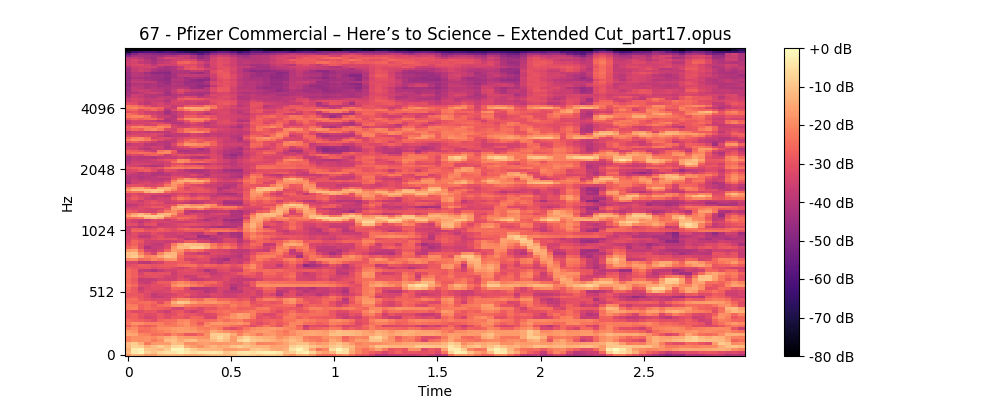 67 - Pfizer Commercial – Here’s to Science – Extended Cut_part17.opus
Hz
4096
2048
1024
512
0
0 0.5 1 1.5 2 2.5
Time
+0 dB
-10 dB
-20 dB
-30 dB
-40 dB
-50 dB
-60 dB
-70 dB
-80 dB